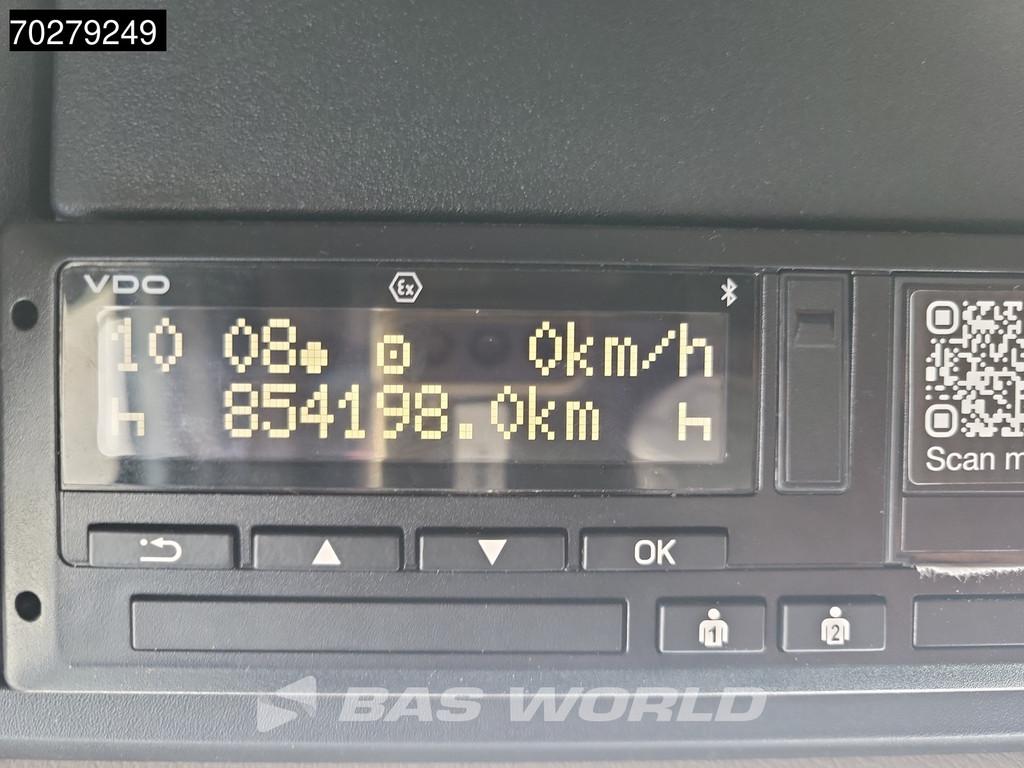 70279249
VDO Ex
10 08 0km/h
854198.0km
Scan m
OK
1 2
BAS WORLD